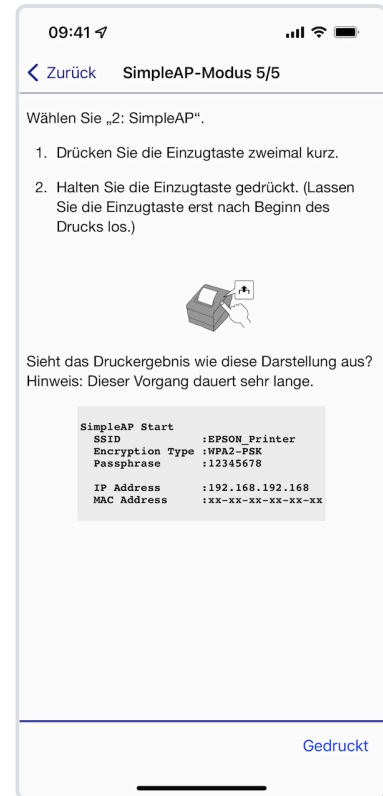 09:41
Zurück SimpleAP-Modus 5/5
Wählen Sie „2: SimpleAP“.
1. Drücken Sie die Einzugtaste zweimal kurz.
2. Halten Sie die Einzugtaste gedrückt. (Lassen
Sie die Einzugtaste erst nach Beginn des
Drucks los.)
Sieht das Druckergebnis wie diese Darstellung aus?
Hinweis: Dieser Vorgang dauert sehr lange.
SimpleAP Start
SSID :EPSON_Printer
Encryption Type :WPA2-PSK
Passphrase :12345678
IP Address :192.168.192.168
MAC Address :xx-xx-xx-xx-xx-xx
Gedruckt